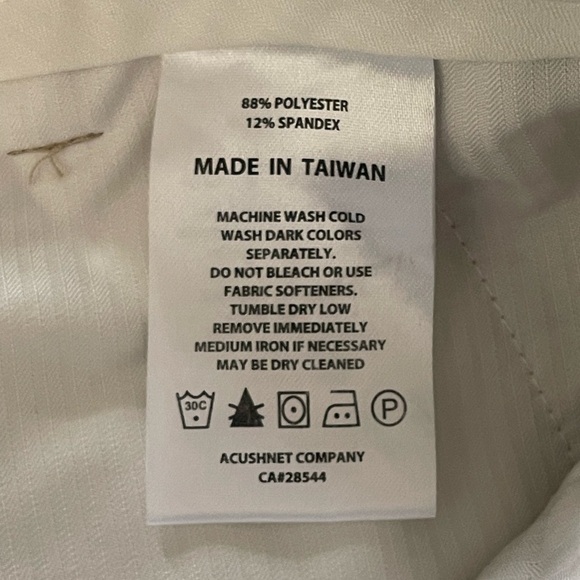 88% POLYESTER
12% SPANDEX
MADE IN TAIWAN
MACHINE WASH COLD
WASH DARK COLORS
SEPARATELY.
DO NOT BLEACH OR USE
FABRIC SOFTENERS.
TUMBLE DRY LOW
REMOVE IMMEDIATELY
MEDIUM IRON IF NECESSARY
MAY BE DRY CLEANED
30C P
ACUSHNET COMPANY
CA#28544